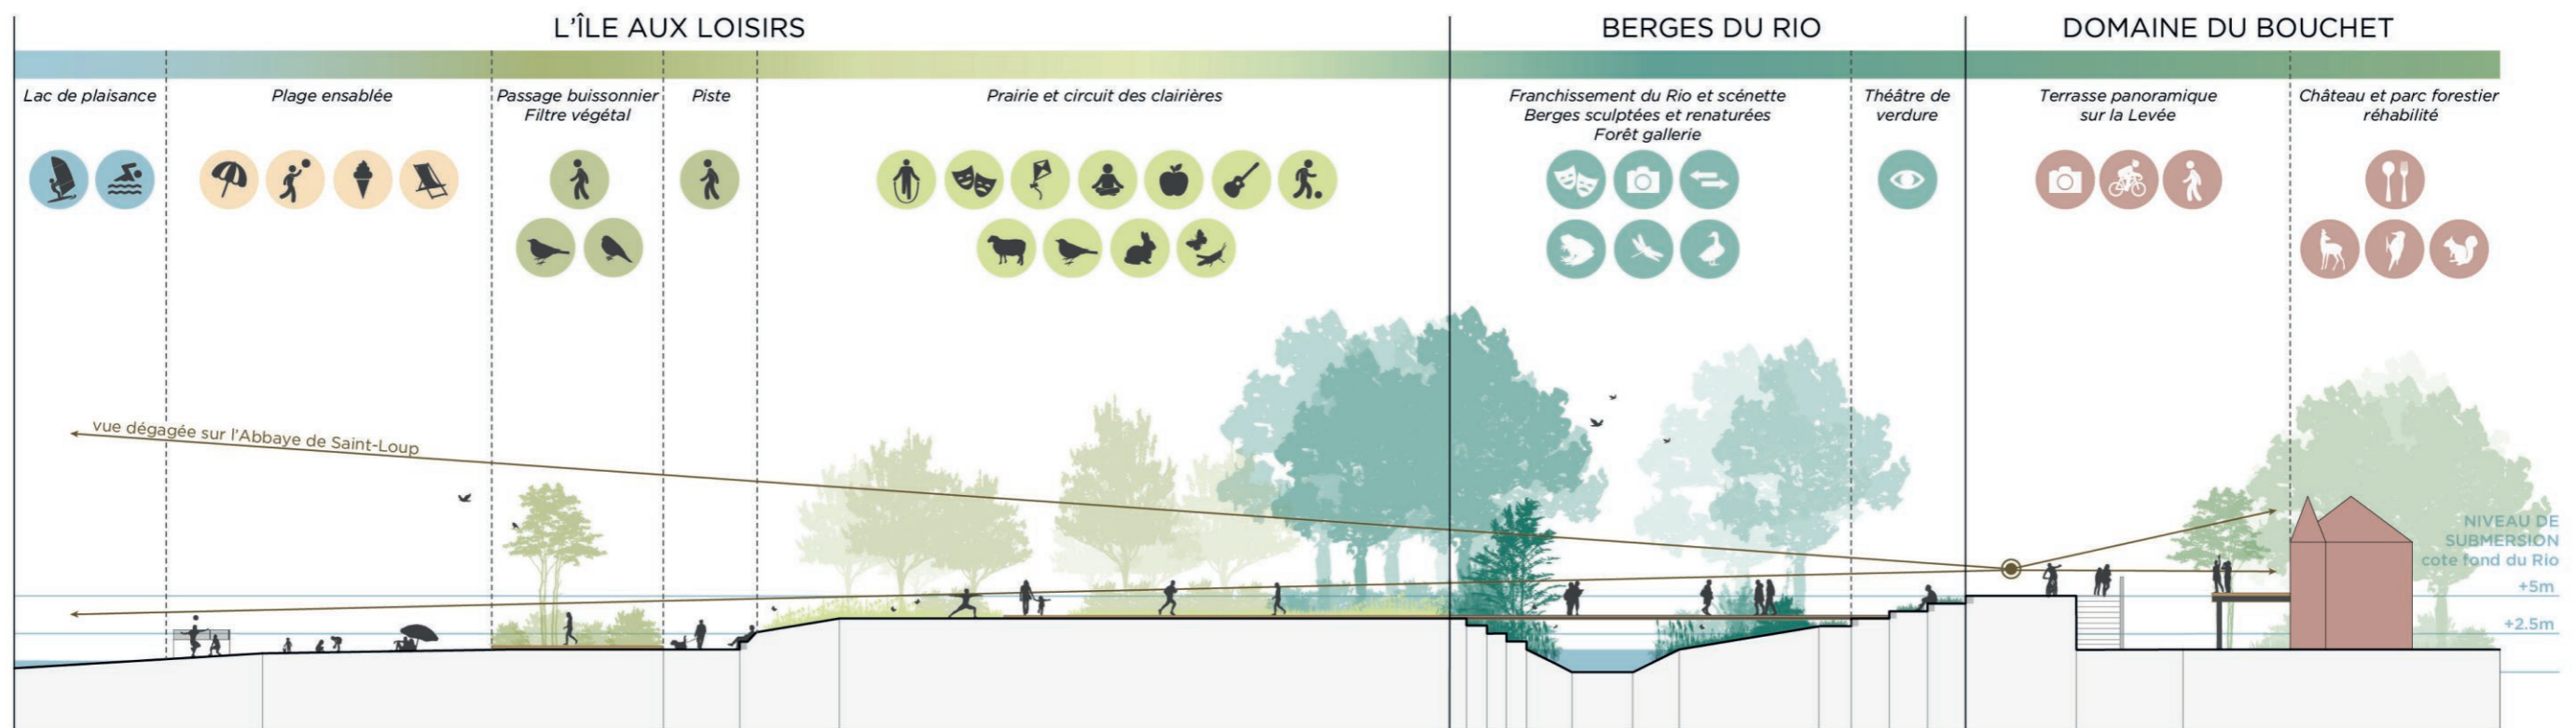 L'ÎLE AUX LOISIRS
BERGES DU RIO
DOMAINE DU BOUCHET
Lac de plaisance
Plage ensablée
Passage buissonnier
Filtre végétal
Piste
Prairie et circuit des clairières
Franchissement du Rio et scénette
Berges sculptées et renaturées
Forêt gallerie
Théâtre de
verdure
Terrasse panoramique
sur la Levée
Château et parc forestier
réhabilité
vue dégagée sur l'Abbaye de Saint-Loup
NIVEAU DE
SUBMERSION
cote fond du Rio
+5m
+2.5m